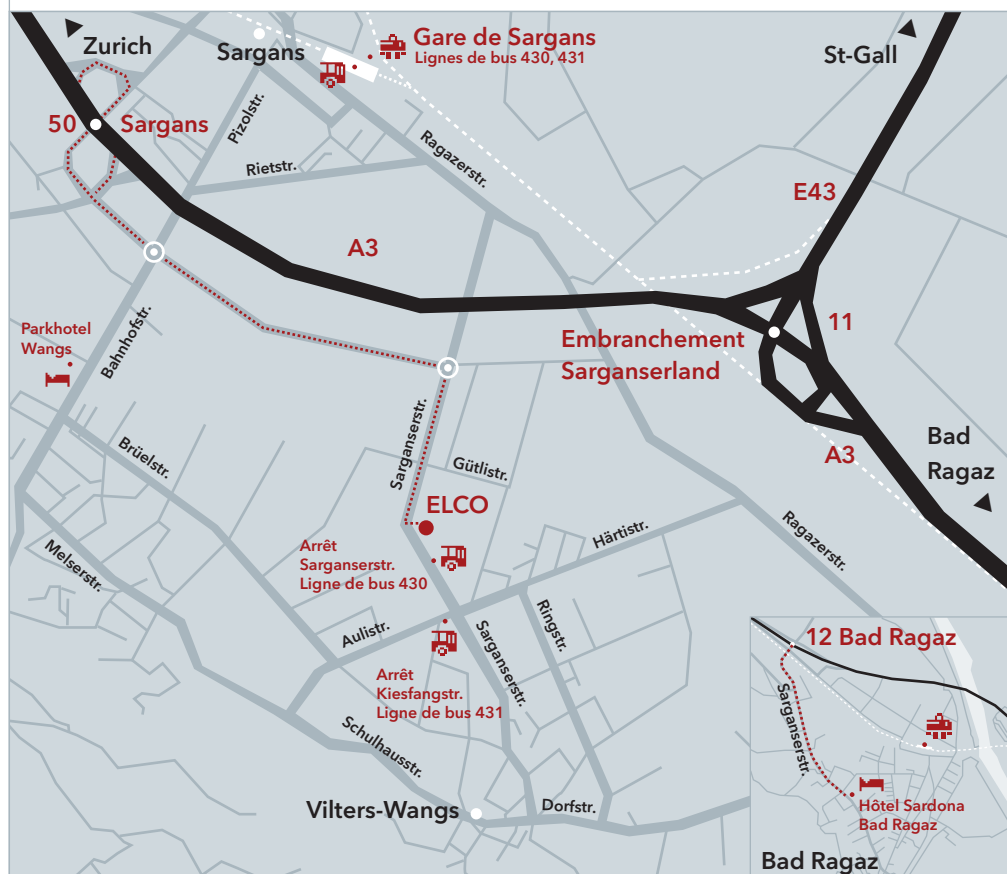 Zurich
Sargans
Gare de Sargans
Lignes de bus 430, 431
St-Gall
50
Sargans
Pizolstr.
Rietstr.
Ragazerstr.
E43
A3
Parkhotel
Wangs
Bahnhofstr.
Embranchement
Sarganserland
11
A3
Bad
Ragaz
Brüelstr.
Sarganserstr.
Gütlistr.
ELCO
Härtistr.
Ragazerstr.
Melserstr.
Arrêt
Sarganserstr.
Ligne de bus 430
Aulistr.
Sarganserstr.
Ringstr.
Arrêt
Kiesfangstr.
Ligne de bus 431
Schulhausstr.
Vilters-Wangs
Dorfstr.
12 Bad Ragaz
Sarganserstr.
Hôtel Sardona
Bad Ragaz
Bad Ragaz